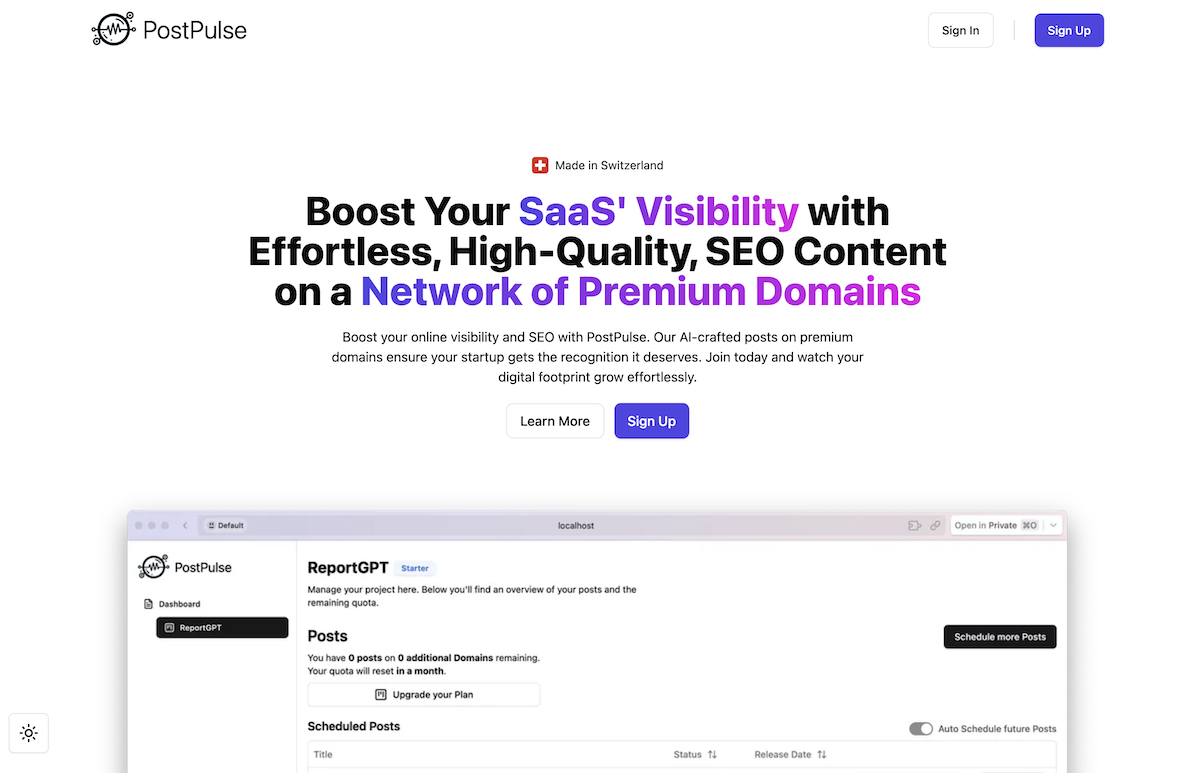 PostPulse
Sign In
Sign Up
Made in Switzerland
Boost Your SaaS' Visibility with
Effortless, High-Quality, SEO Content
on a Network of Premium Domains
Boost your online visibility and SEO with PostPulse. Our AI-crafted posts on premium
domains ensure your startup gets the recognition it deserves. Join today and watch your
digital footprint grow effortlessly.
Learn More
Sign Up
Default
localhost
Open in Private ⌘O
PostPulse
Dashboard
ReportGPT
ReportGPT Starter
Manage your project here. Below you'll find an overview of your posts and the
remaining quota.
Posts
Schedule more Posts
You have 0 posts on 0 additional Domains remaining.
Your quota will reset in a month.
Upgrade your Plan
Scheduled Posts
Auto Schedule future Posts
Title Status Release Date